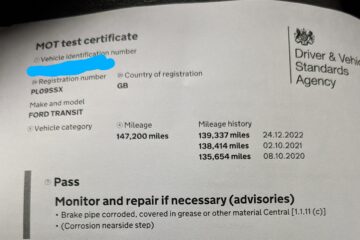 MOT test certificate
Vehicle identification number
Registration number
Country of registration
PL09SSX
GB
Make and model
FORD TRANSIT
Vehicle category
Mileage
147,200 miles
Mileage history
139,337 miles 24.12.2022
138,414 miles 02.10.2021
135,654 miles 08.10.2020
Driver & Vehic
Standards
Agency
Pass
Monitor and repair if necessary (advisories)
• Brake pipe corroded, covered in grease or other material Central [1.1.11 (c)]
• (Corrosion nearside step)